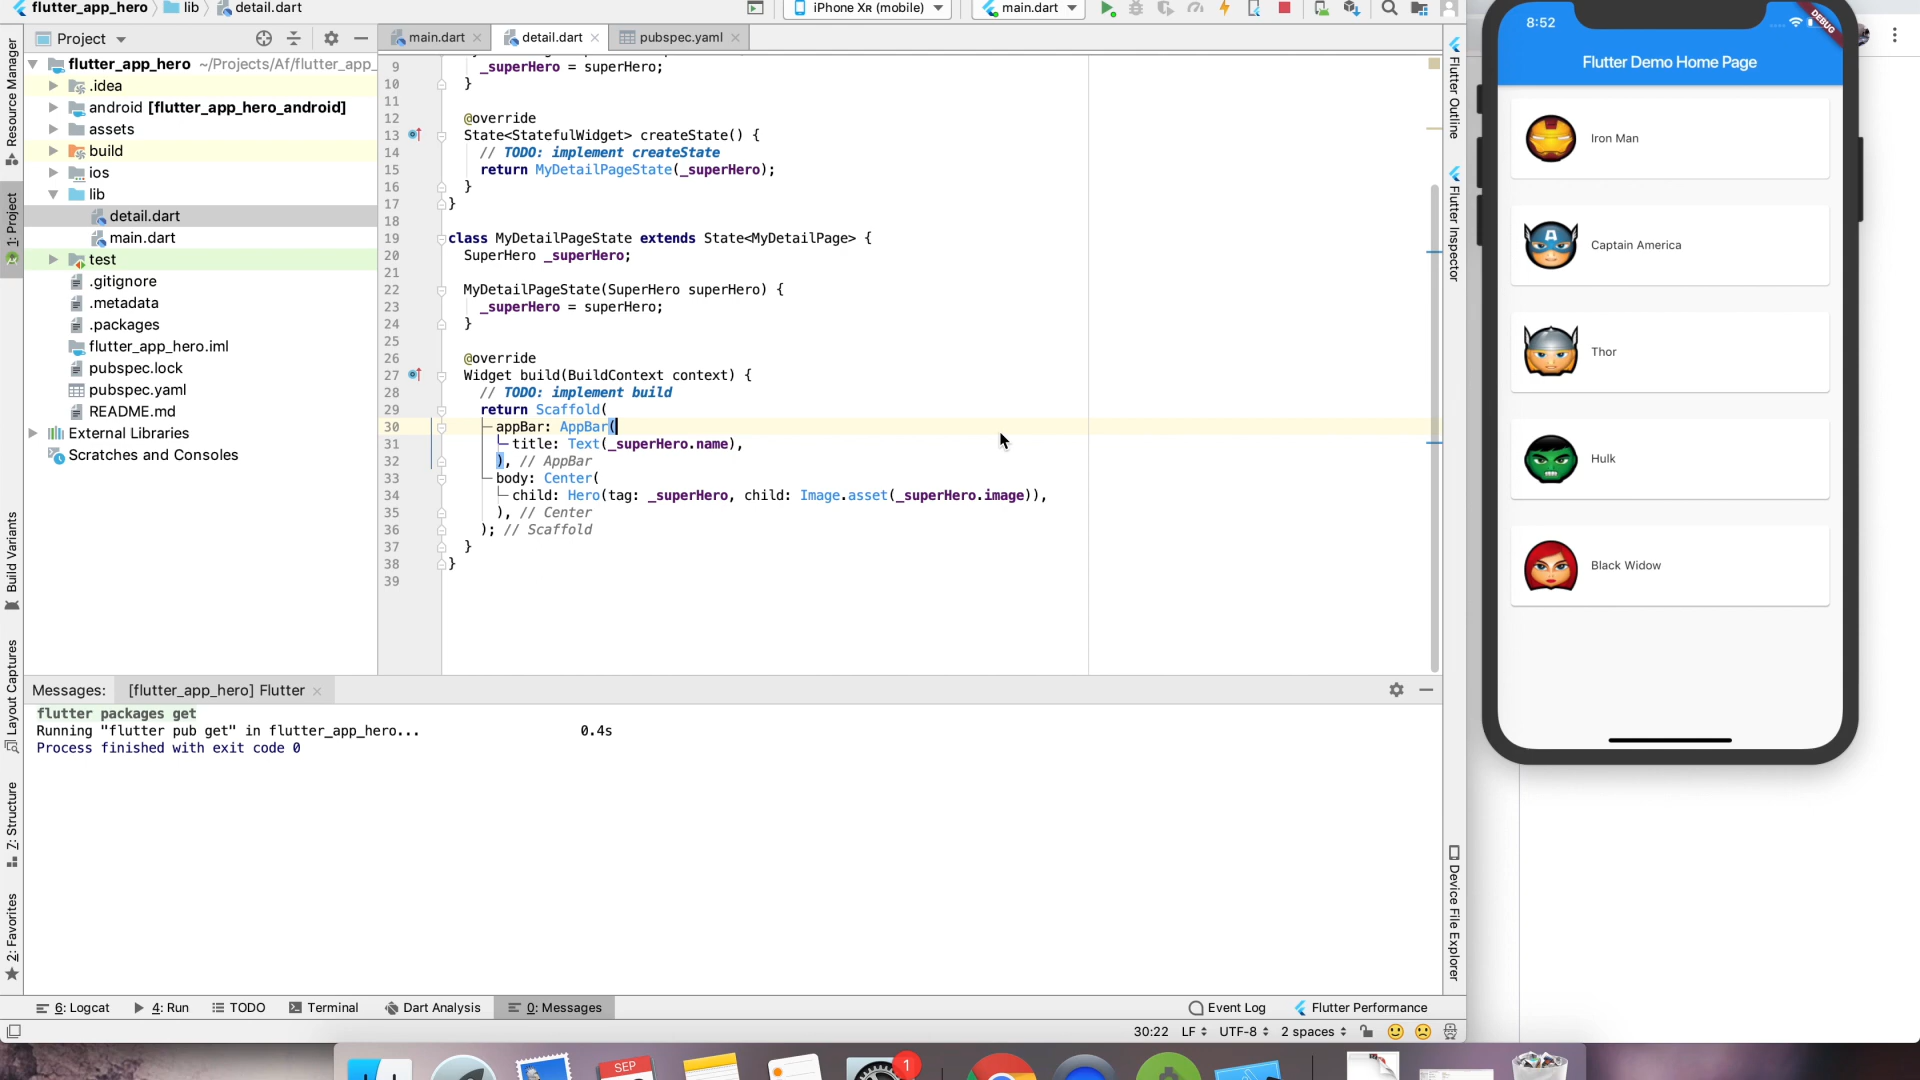 flutter_app_hero
lib
detail.dart
iPhone XR (mobile)
main.dart
Project
main.dart
detail.dart
pubspec.yaml
flutter_app_hero ~/Projects/Af/flutter_app_
.idea
android [flutter_app_hero_android]
assets
build
ios
lib
detail.dart
main.dart
test
.gitignore
.metadata
.packages
flutter_app_hero.iml
pubspec.lock
pubspec.yaml
README.md
External Libraries
Scratches and Consoles
Resource Manager
1: Project
Build Variants
Layout Captures
Z: Structure
2: Favorites
9 _superHero = superHero;
10 }
11
12 @override
13 State<StatefulWidget> createState() {
14 // TODO: implement createState
15 return MyDetailPageState(_superHero);
16 }
17 }
18
19 class MyDetailPageState extends State<MyDetailPage> {
20 SuperHero _superHero;
21
22 MyDetailPageState(SuperHero superHero) {
23 _superHero = superHero;
24 }
25
26 @override
27 Widget build(BuildContext context) {
28 // TODO: implement build
29 return Scaffold(
30 appBar: AppBar(
31 title: Text(_superHero.name),
32 ), // AppBar
33 body: Center(
34 child: Hero(tag: _superHero, child: Image.asset(_superHero.image)),
35 ), // Center
36 ); // Scaffold
37 }
38 }
39
Flutter Outline
Flutter Inspector
Device File Explorer
Messages: [flutter_app_hero] Flutter
flutter packages get
Running "flutter pub get" in flutter_app_hero... 0.4s
Process finished with exit code 0
6: Logcat
4: Run
TODO
Terminal
Dart Analysis
0: Messages
Event Log
Flutter Performance
30:22 LF UTF-8 2 spaces
8:52
DEBUG
Flutter Demo Home Page
Iron Man
Captain America
Thor
Hulk
Black Widow
SEP
1